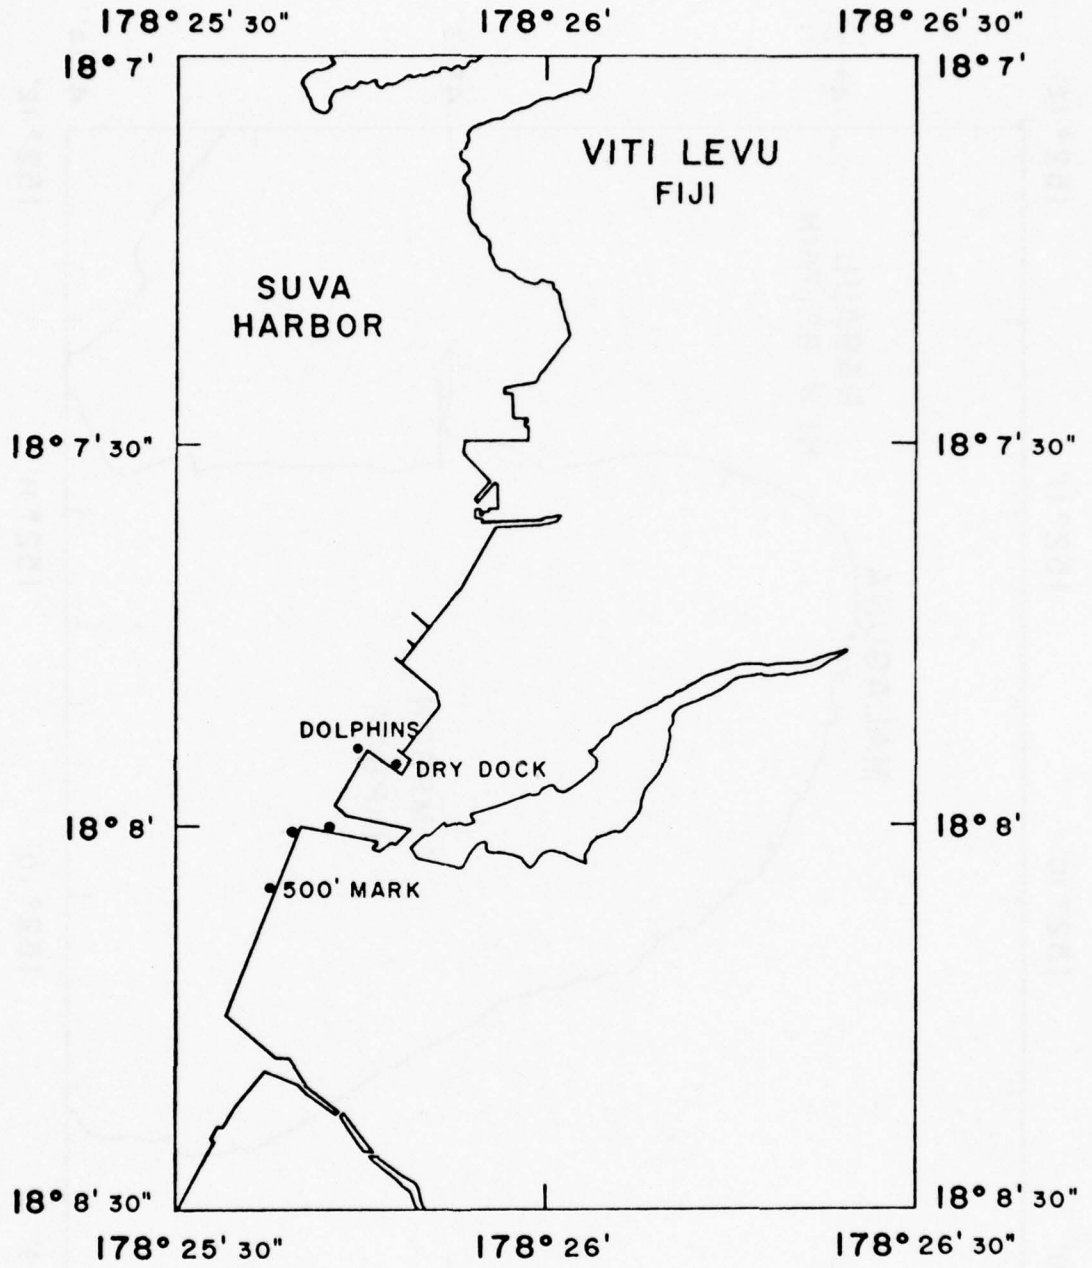 178° 25' 30"
178° 26'
178° 26' 30"
18° 7'
18° 7'
VITI LEVU
FIJI
SUVA
HARBOR
18° 7' 30"
18° 7' 30"
DOLPHINS
DRY DOCK
18° 8'
18° 8'
500' MARK
18° 8' 30"
18° 8' 30"
178° 25' 30"
178° 26'
178° 26' 30"